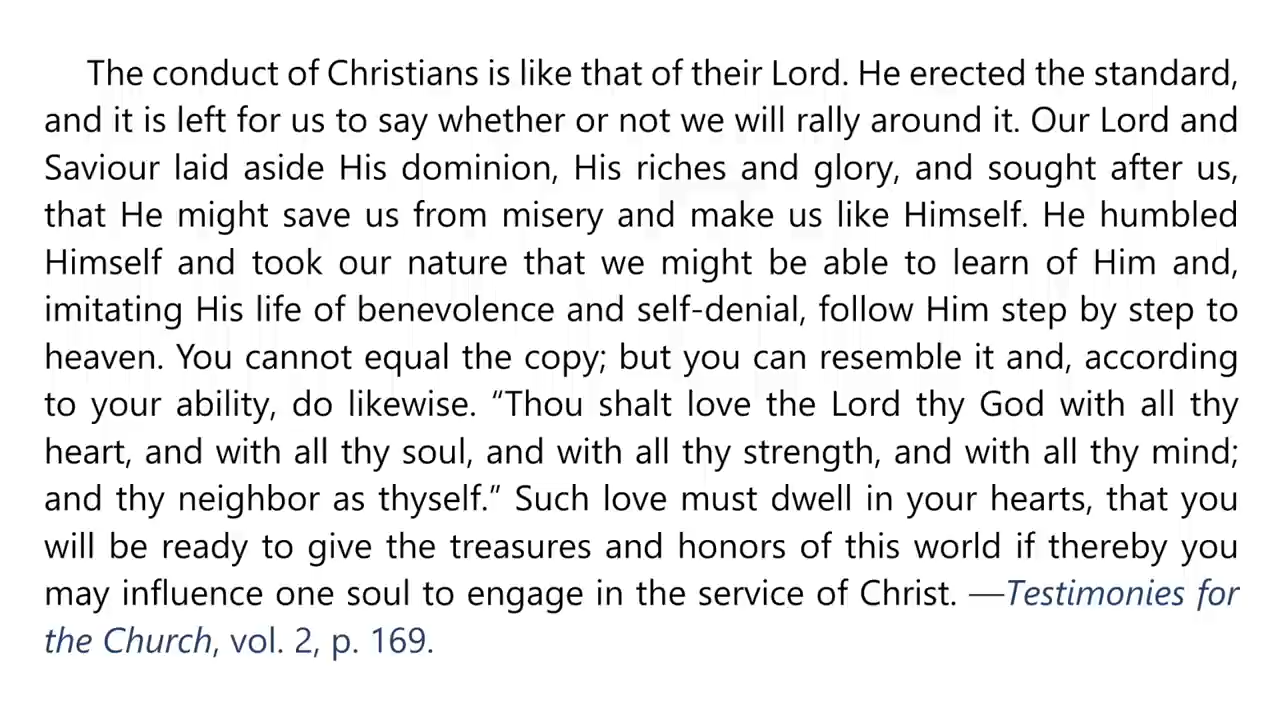 The conduct of Christians is like that of their Lord. He erected the standard,
and it is left for us to say whether or not we will rally around it. Our Lord and
Saviour laid aside His dominion, His riches and glory, and sought after us,
that He might save us from misery and make us like Himself. He humbled
Himself and took our nature that we might be able to learn of Him and,
imitating His life of benevolence and self-denial, follow Him step by step to
heaven. You cannot equal the copy; but you can resemble it and, according
to your ability, do likewise. “Thou shalt love the Lord thy God with all thy
heart, and with all thy soul, and with all thy strength, and with all thy mind;
and thy neighbor as thyself.” Such love must dwell in your hearts, that you
will be ready to give the treasures and honors of this world if thereby you
may influence one soul to engage in the service of Christ. —Testimonies for
the Church, vol. 2, p. 169.